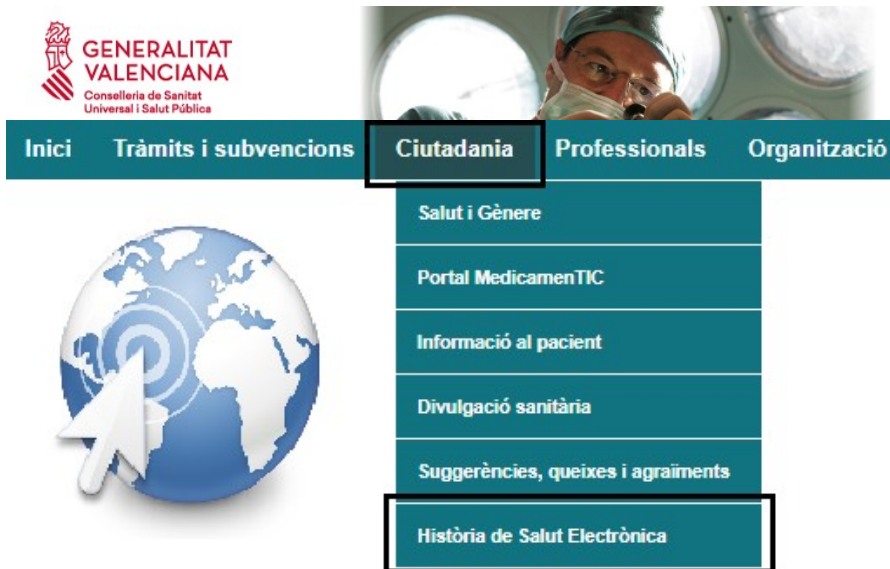 GENERALITAT
VALENCIANA
Conselleria de Sanitat
Universal i Salut Pública
Inici Tràmits i subvencions Ciutadania Professionals Organització
Salut i Gènere
Portal MedicamenTIC
Informació al pacient
Divulgació sanitària
Suggerències, queixes i agraïments
Història de Salut Electrònica